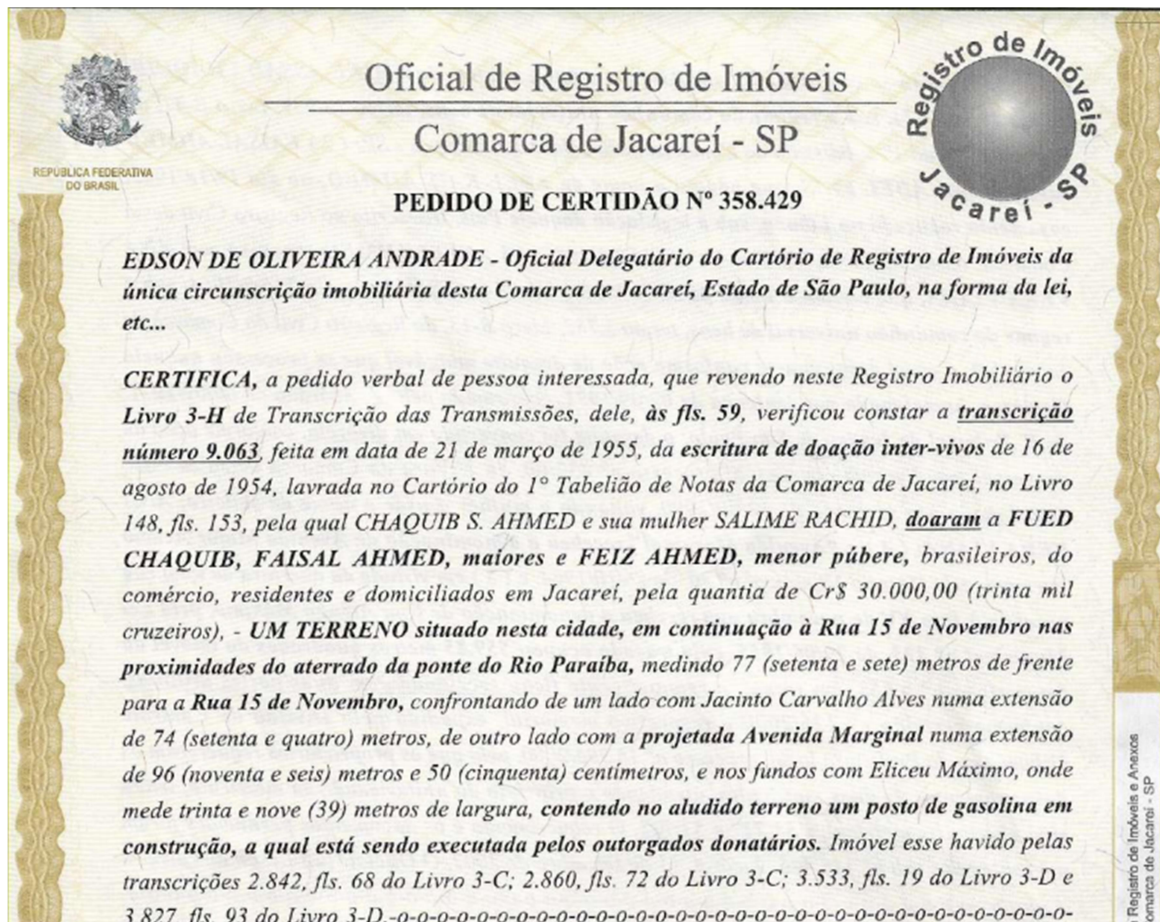 REPÚBLICA FEDERATIVA
DO BRASIL
Oficial de Registro de Imóveis
Comarca de Jacareí - SP
Registro de Imóveis
Jacareí - SP
PEDIDO DE CERTIDÃO Nº 358.429
EDSON DE OLIVEIRA ANDRADE - Oficial Delegatário do Cartório de Registro de Imóveis da
única circunscrição imobiliária desta Comarca de Jacareí, Estado de São Paulo, na forma da lei,
etc...
CERTIFICA, a pedido verbal de pessoa interessada, que revendo neste Registro Imobiliário o
Livro 3-H de Transcrição das Transmissões, dele, às fls. 59, verificou constar a transcrição
número 9.063, feita em data de 21 de março de 1955, da escritura de doação inter-vivos de 16 de
agosto de 1954, lavrada no Cartório do 1º Tabelião de Notas da Comarca de Jacareí, no Livro
148, fls. 153, pela qual CHAQUIB S. AHMED e sua mulher SALIME RACHID, doaram a FUED
CHAQUIB, FAISAL AHMED, maiores e FEIZ AHMED, menor púbere, brasileiros, do
comércio, residentes e domiciliados em Jacareí, pela quantia de Cr$ 30.000,00 (trinta mil
cruzeiros), - UM TERRENO situado nesta cidade, em continuação à Rua 15 de Novembro nas
proximidades do aterrado da ponte do Rio Paraíba, medindo 77 (setenta e sete) metros de frente
para a Rua 15 de Novembro, confrontando de um lado com Jacinto Carvalho Alves numa extensão
de 74 (setenta e quatro) metros, de outro lado com a projetada Avenida Marginal numa extensão
de 96 (noventa e seis) metros e 50 (cinquenta) centímetros, e nos fundos com Eliceu Máximo, onde
mede trinta e nove (39) metros de largura, contendo no aludido terreno um posto de gasolina em
construção, a qual está sendo executada pelos outorgados donatários. Imóvel esse havido pelas
transcrições 2.842, fls. 68 do Livro 3-C; 2.860, fls. 72 do Livro 3-C; 3.533, fls. 19 do Livro 3-D e
3.827, fls. 93 do Livro 3-D.-o-o-o-o-o-o-o-o-o-o-o-o-o-o-o-o-o-o-o-o-o-o-o-o-o-o-o-o-o-
Registro de Imóveis e Anexos
Comarca de Jacareí - SP